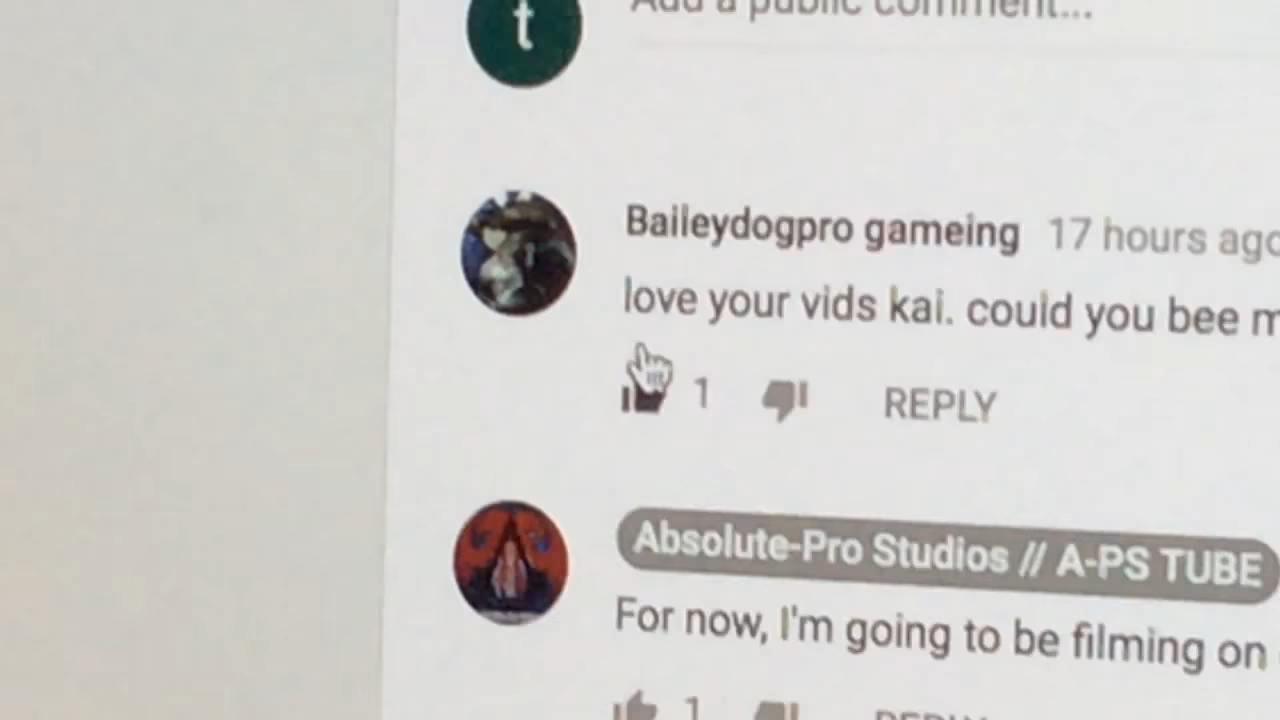 t
Add a public comment...
Baileydogpro gameing 17 hours ago
love your vids kai. could you bee
1 REPLY
Absolute-Pro Studios // A-PS TUBE
For now, I'm going to be filming on
1 REPLY